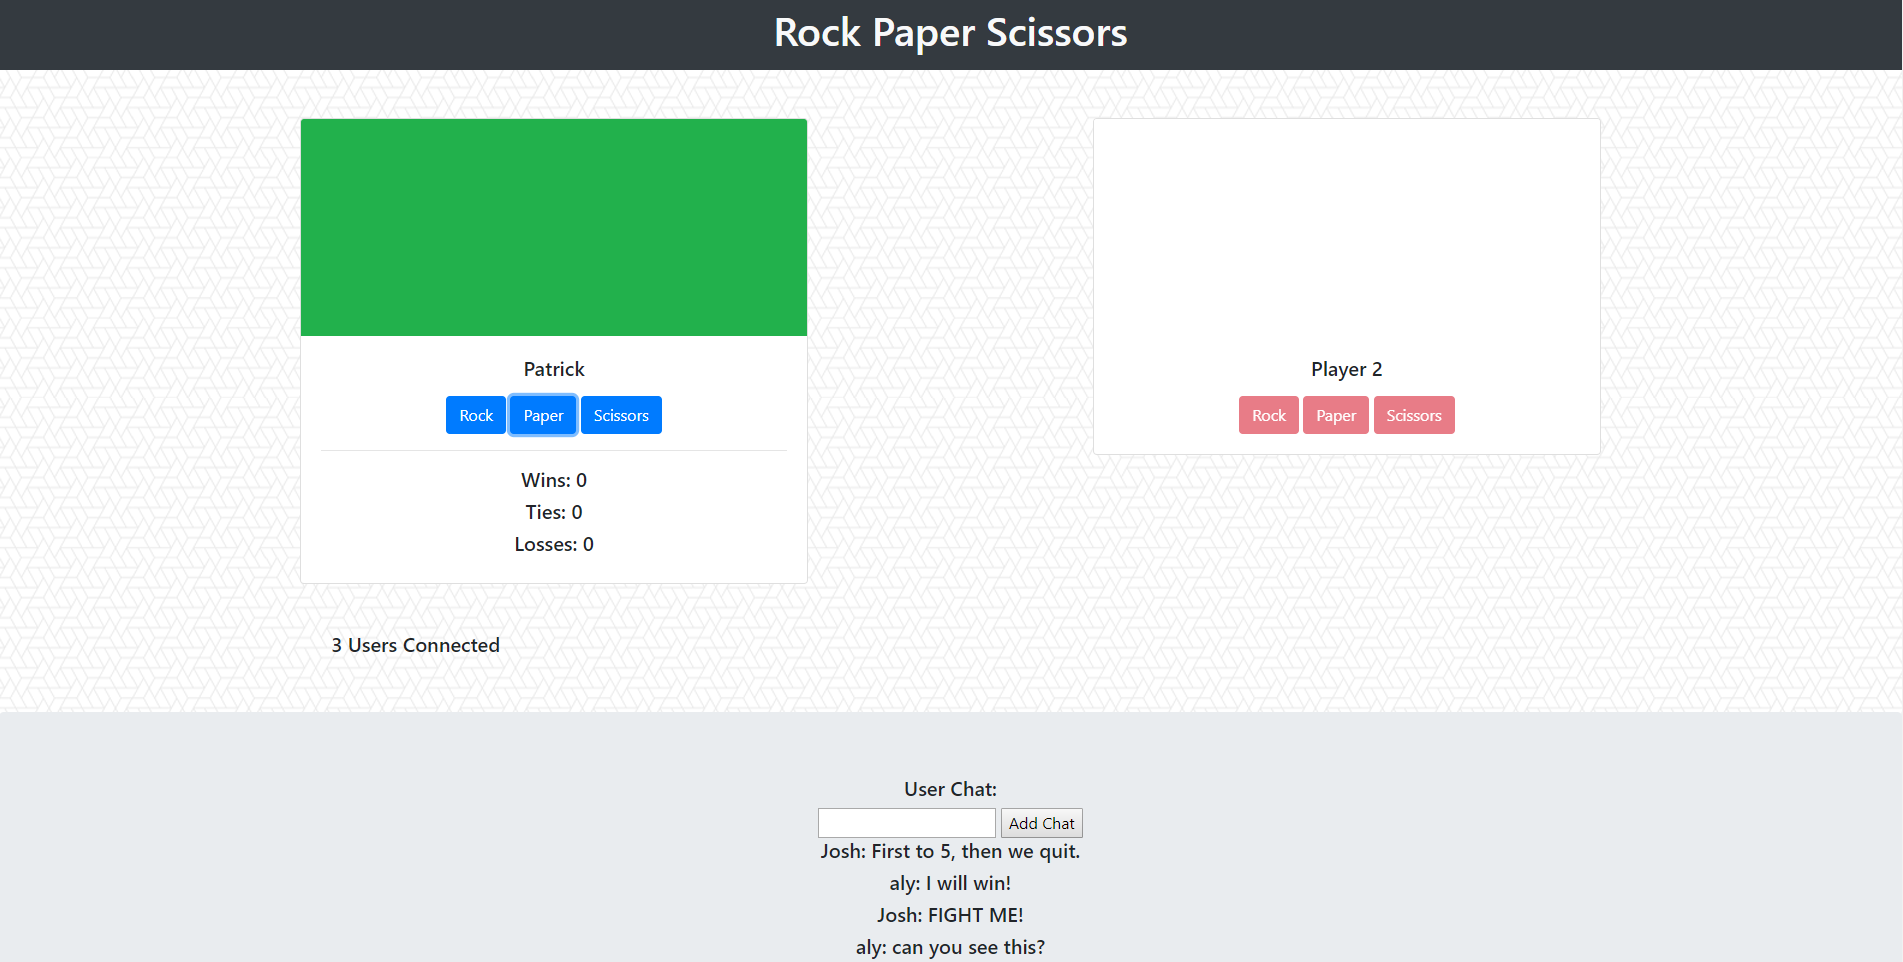 Rock Paper Scissors
Patrick
Rock Paper Scissors
Wins: 0
Ties: 0
Losses: 0
Player 2
Rock Paper Scissors
3 Users Connected
User Chat:
Add Chat
Josh: First to 5, then we quit.
aly: I will win!
Josh: FIGHT ME!
aly: can you see this?